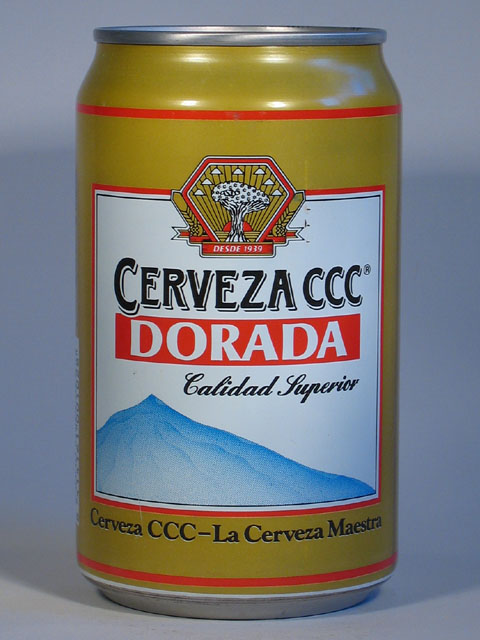 DESDE 1939
CERVEZA CCC®
DORADA
Calidad Superior
Cerveza CCC–La Cerveza Maestra